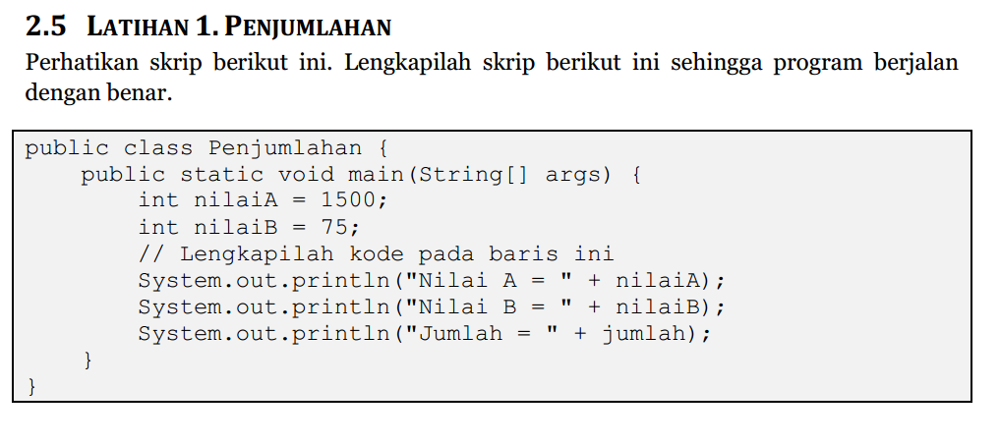 2.5 LATIHAN 1. PENJUMLAHAN
Perhatikan skrip berikut ini. Lengkapilah skrip berikut ini sehingga program berjalan
dengan benar.
public class Penjumlahan {
    public static void main(String[] args) {
        int nilaiA = 1500;
        int nilaiB = 75;
        // Lengkapilah kode pada baris ini
        System.out.println("Nilai A = " + nilaiA);
        System.out.println("Nilai B = " + nilaiB);
        System.out.println("Jumlah = " + jumlah);
    }
}